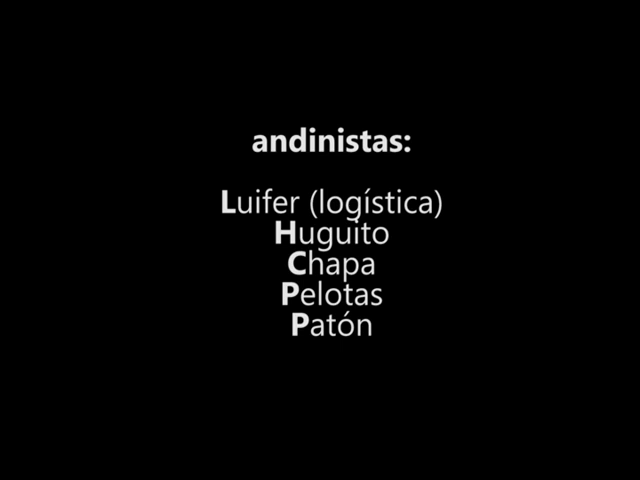 andinistas:
Luifer (logística)
Huguito
Chapa
Pelotas
Patón